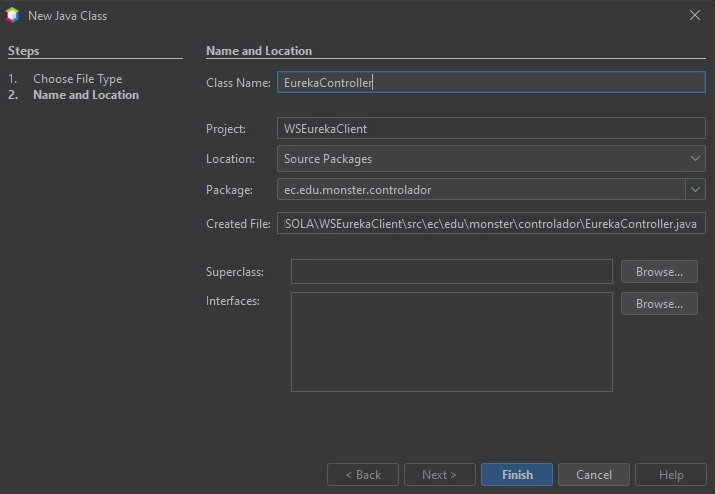 New Java Class
Steps
1. Choose File Type
2. Name and Location
Name and Location
Class Name: EurekaController
Project: WSEurekaClient
Location: Source Packages
Package: ec.edu.monster.controlador
Created File: SOLA\WSEurekaClient\src\ec\edu\monster\controlador\EurekaController.java
Superclass: Browse...
Interfaces: Browse...
< Back Next > Finish Cancel Help